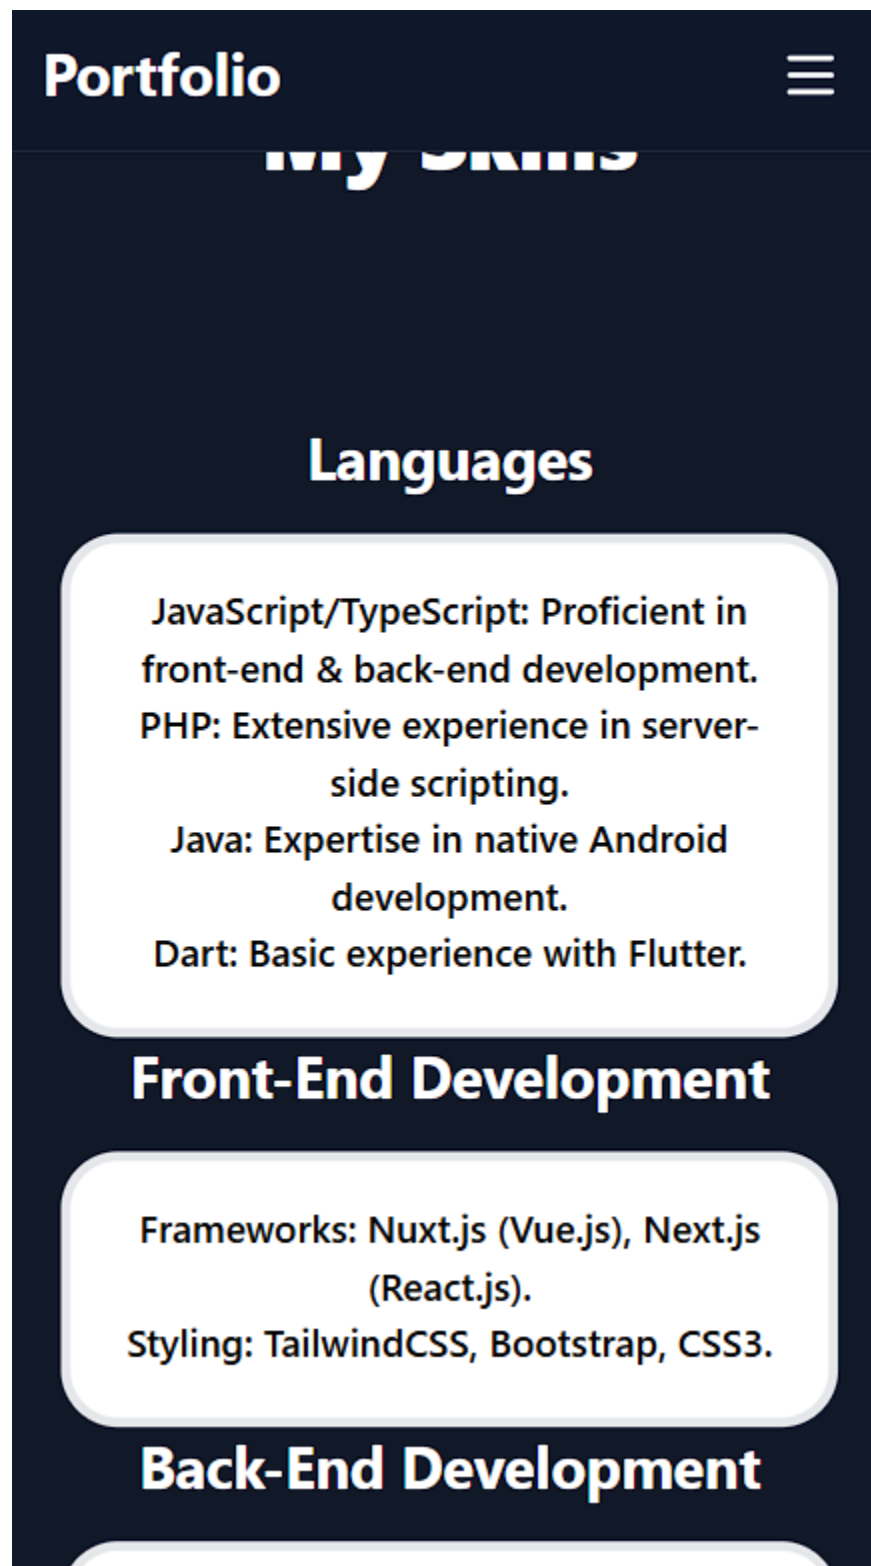 Portfolio
My Skills
Languages
JavaScript/TypeScript: Proficient in
front-end & back-end development.
PHP: Extensive experience in server-
side scripting.
Java: Expertise in native Android
development.
Dart: Basic experience with Flutter.
Front-End Development
Frameworks: Nuxt.js (Vue.js), Next.js
(React.js).
Styling: TailwindCSS, Bootstrap, CSS3.
Back-End Development